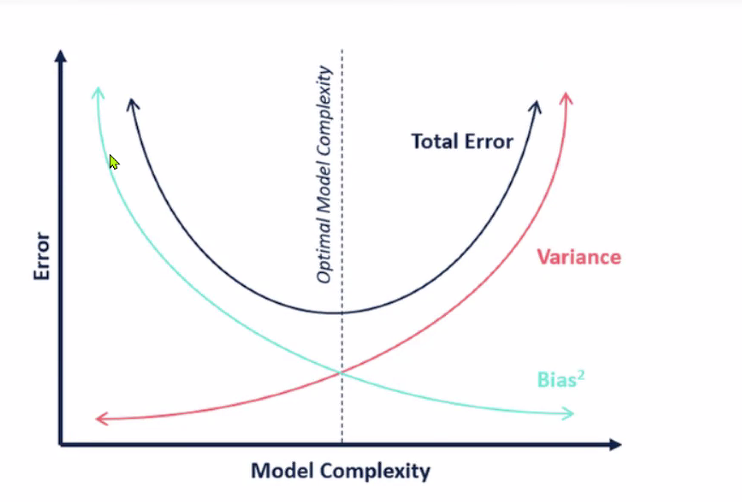 Optimal Model Complexity
Total Error
Error
Variance
Bias²
Model Complexity